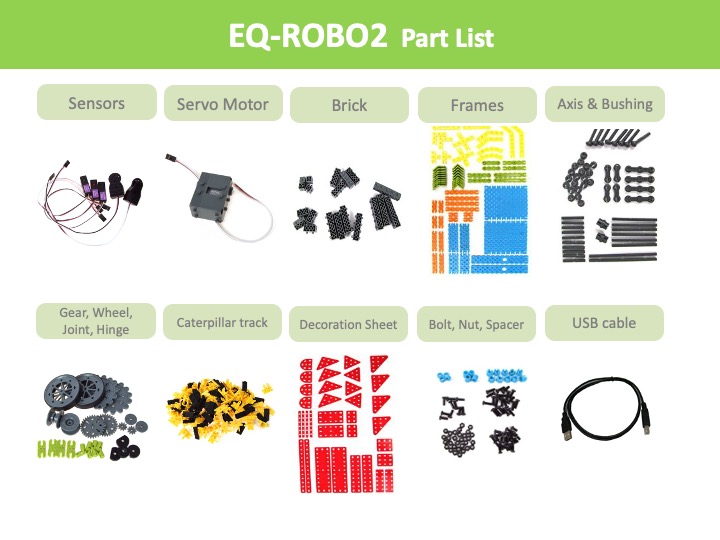 EQ-ROBO2 Part List
Sensors
Servo Motor
Brick
Frames
Axis & Bushing
Gear, Wheel,
Joint, Hinge
Caterpillar track
Decoration Sheet
Bolt, Nut, Spacer
USB cable